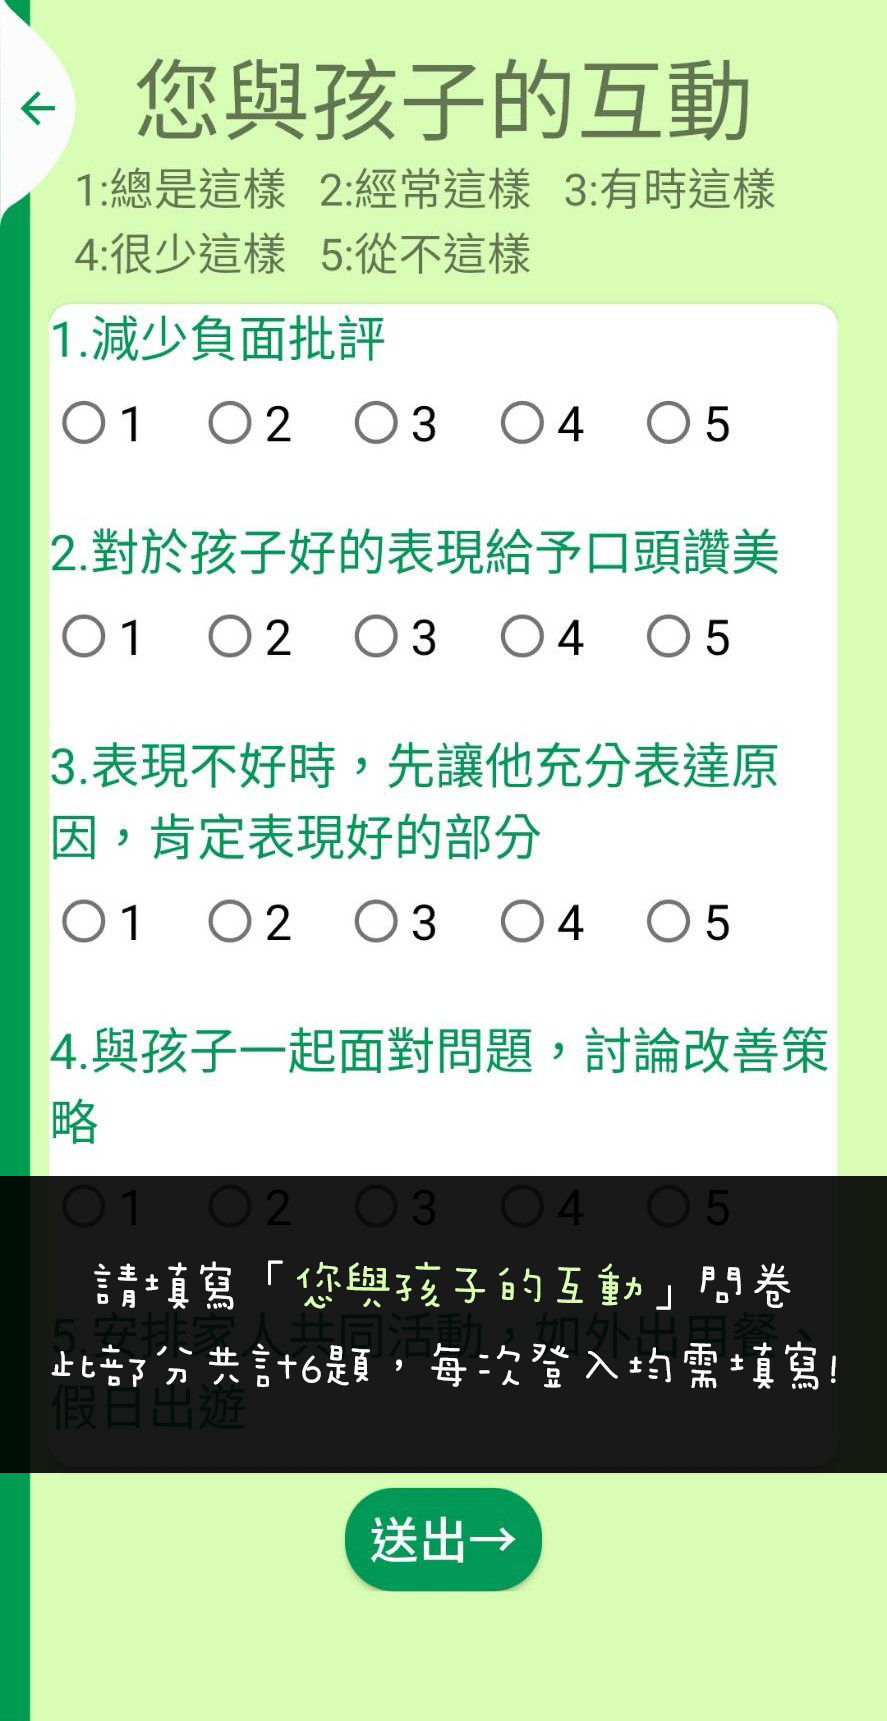 您與孩子的互動
1:總是這樣 2:經常這樣 3:有時這樣
4:很少這樣 5:從不這樣
1.減少負面批評
1 2 3 4 5
2.對於孩子好的表現給予口頭讚美
1 2 3 4 5
3.表現不好時，先讓他充分表達原
因，肯定表現好的部分
1 2 3 4 5
4.與孩子一起面對問題，討論改善策
略
1 2 3 4 5
請填寫「您與孩子的互動」問卷
5.安排家人共同活動，如外出用餐、
此部分共計6題，每次登入均需填寫!
假日出遊
送出→